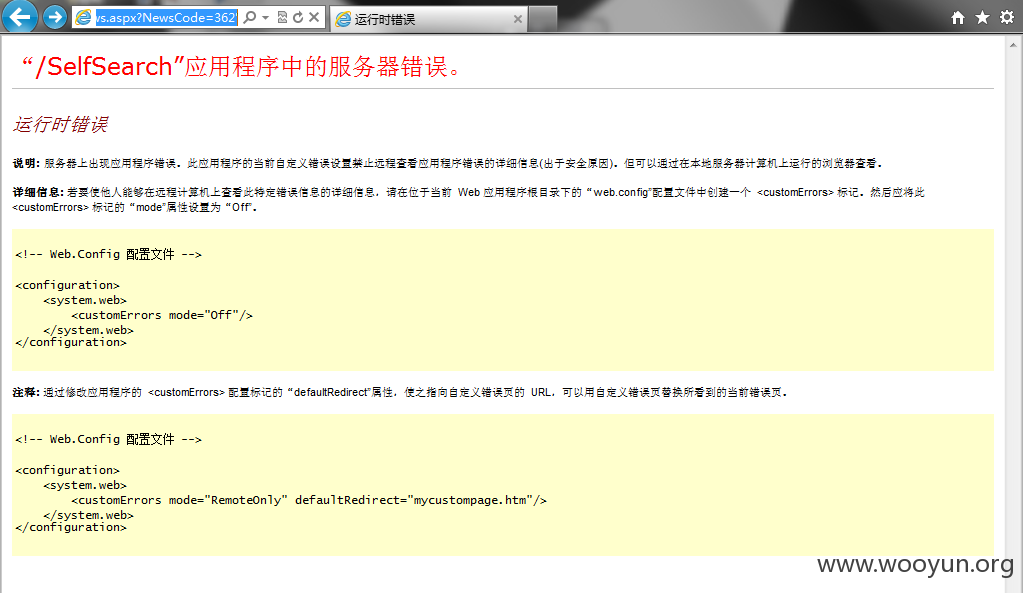 vs.aspx?NewsCode=362'
运行时错误
“/SelfSearch”应用程序中的服务器错误。
运行时错误
说明: 服务器上出现应用程序错误。此应用程序的当前自定义错误设置禁止远程查看应用程序错误的详细信息(出于安全原因)。但可以通过在本地服务器计算机上运行的浏览器查看。
详细信息: 若要使他人能够在远程计算机上查看此特定错误信息的详细信息，请在位于当前 Web 应用程序根目录下的“web.config”配置文件中创建一个 <customErrors> 标记。然后应将此
<customErrors> 标记的“mode”属性设置为“Off”。
<!-- Web.Config 配置文件 -->
<configuration>
<system.web>
<customErrors mode="Off"/>
</system.web>
</configuration>
注释: 通过修改应用程序的 <customErrors> 配置标记的“defaultRedirect”属性，使之指向自定义错误页的 URL，可以用自定义错误页替换所看到的当前错误页。
<!-- Web.Config 配置文件 -->
<configuration>
<system.web>
<customErrors mode="RemoteOnly" defaultRedirect="mycustompage.htm"/>
</system.web>
</configuration>
www.wooyun.org